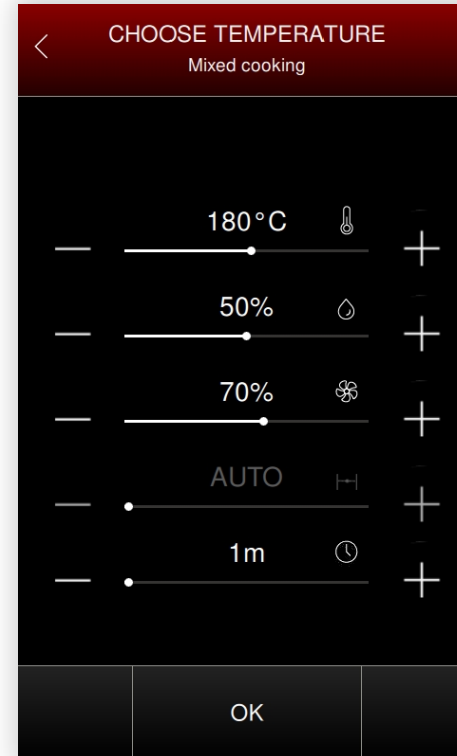 CHOOSE TEMPERATURE
Mixed cooking
180°C
50%
70%
AUTO
1m
OK